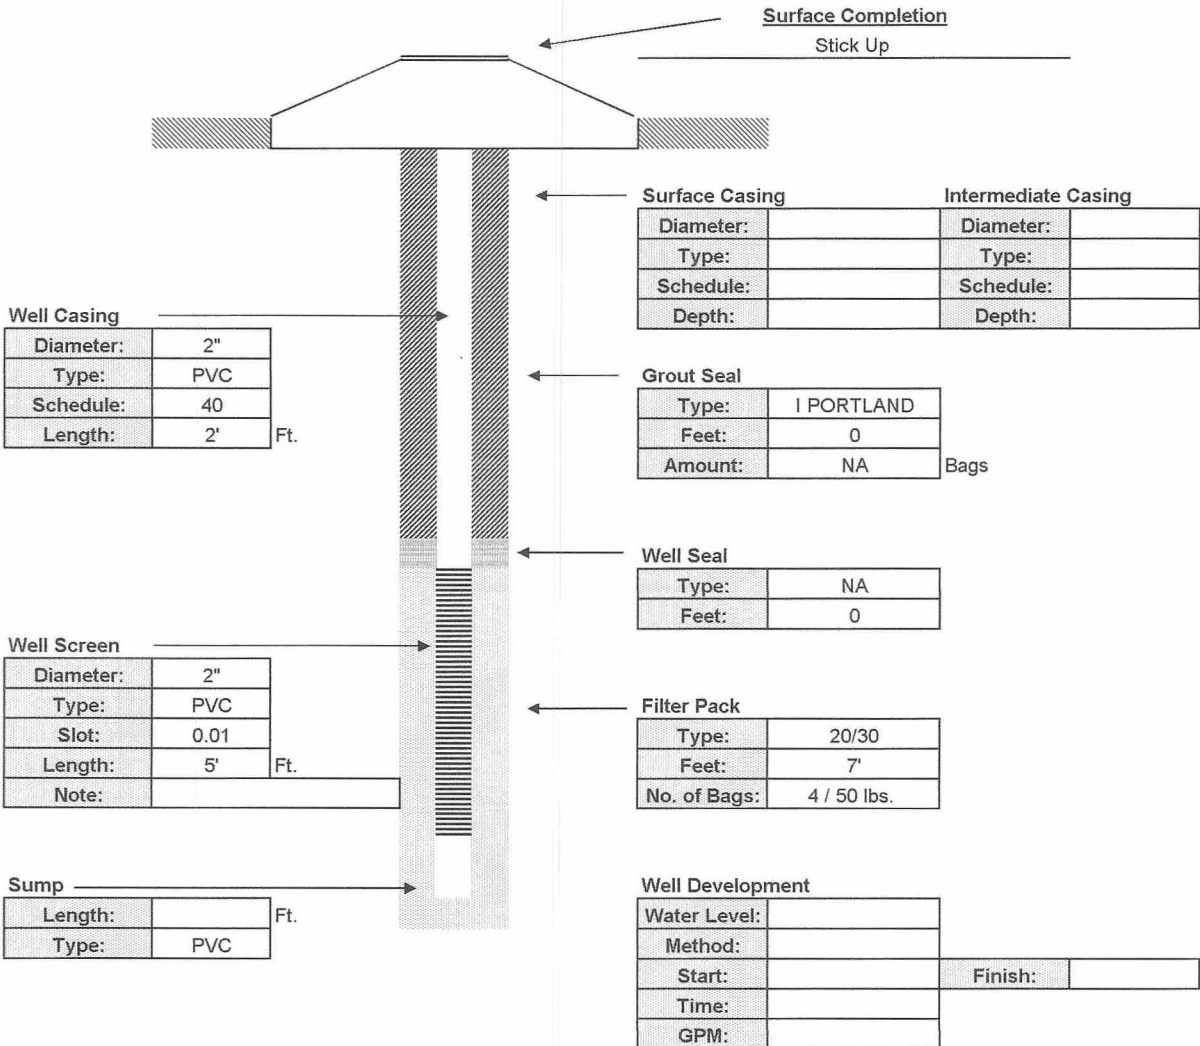 Surface Completion
Stick Up
Surface Casing
Intermediate Casing
Diameter:
Diameter:
Type:
Type:
Schedule:
Schedule:
Depth:
Depth:
Well Casing
Diameter: 2"
Type: PVC
Schedule: 40
Length: 2' Ft.
Grout Seal
Type: I PORTLAND
Feet: 0
Amount: NA Bags
Well Seal
Type: NA
Feet: 0
Well Screen
Diameter: 2"
Type: PVC
Slot: 0.01
Length: 5' Ft.
Note:
Filter Pack
Type: 20/30
Feet: 7'
No. of Bags: 4 / 50 lbs.
Sump
Length: Ft.
Type: PVC
Well Development
Water Level:
Method:
Start: Finish:
Time:
GPM: